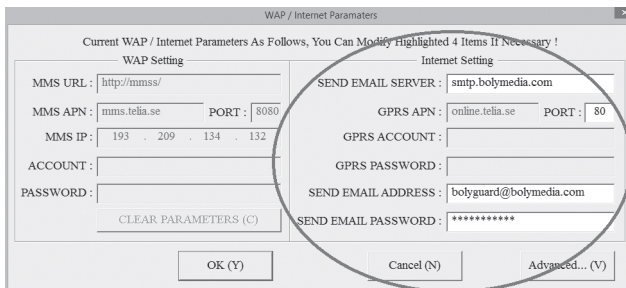 WAP / Internet Paramaters
Current WAP / Internet Parameters As Follows, You Can Modify Highlighted 4 Items If Necessary !
WAP Setting
MMS URL : http://mmss/
MMS APN : mms.telia.se PORT : 8080
MMS IP : 193 . 209 . 134 . 132
ACCOUNT :
PASSWORD :
CLEAR PARAMETERS (C)
Internet Setting
SEND EMAIL SERVER : smtp.bolymedia.com
GPRS APN : online.telia.se PORT : 80
GPRS ACCOUNT :
GPRS PASSWORD :
SEND EMAIL ADDRESS : bolyguard@bolymedia.com
SEND EMAIL PASSWORD : ***********
OK (Y) Cancel (N) Advanced... (V)